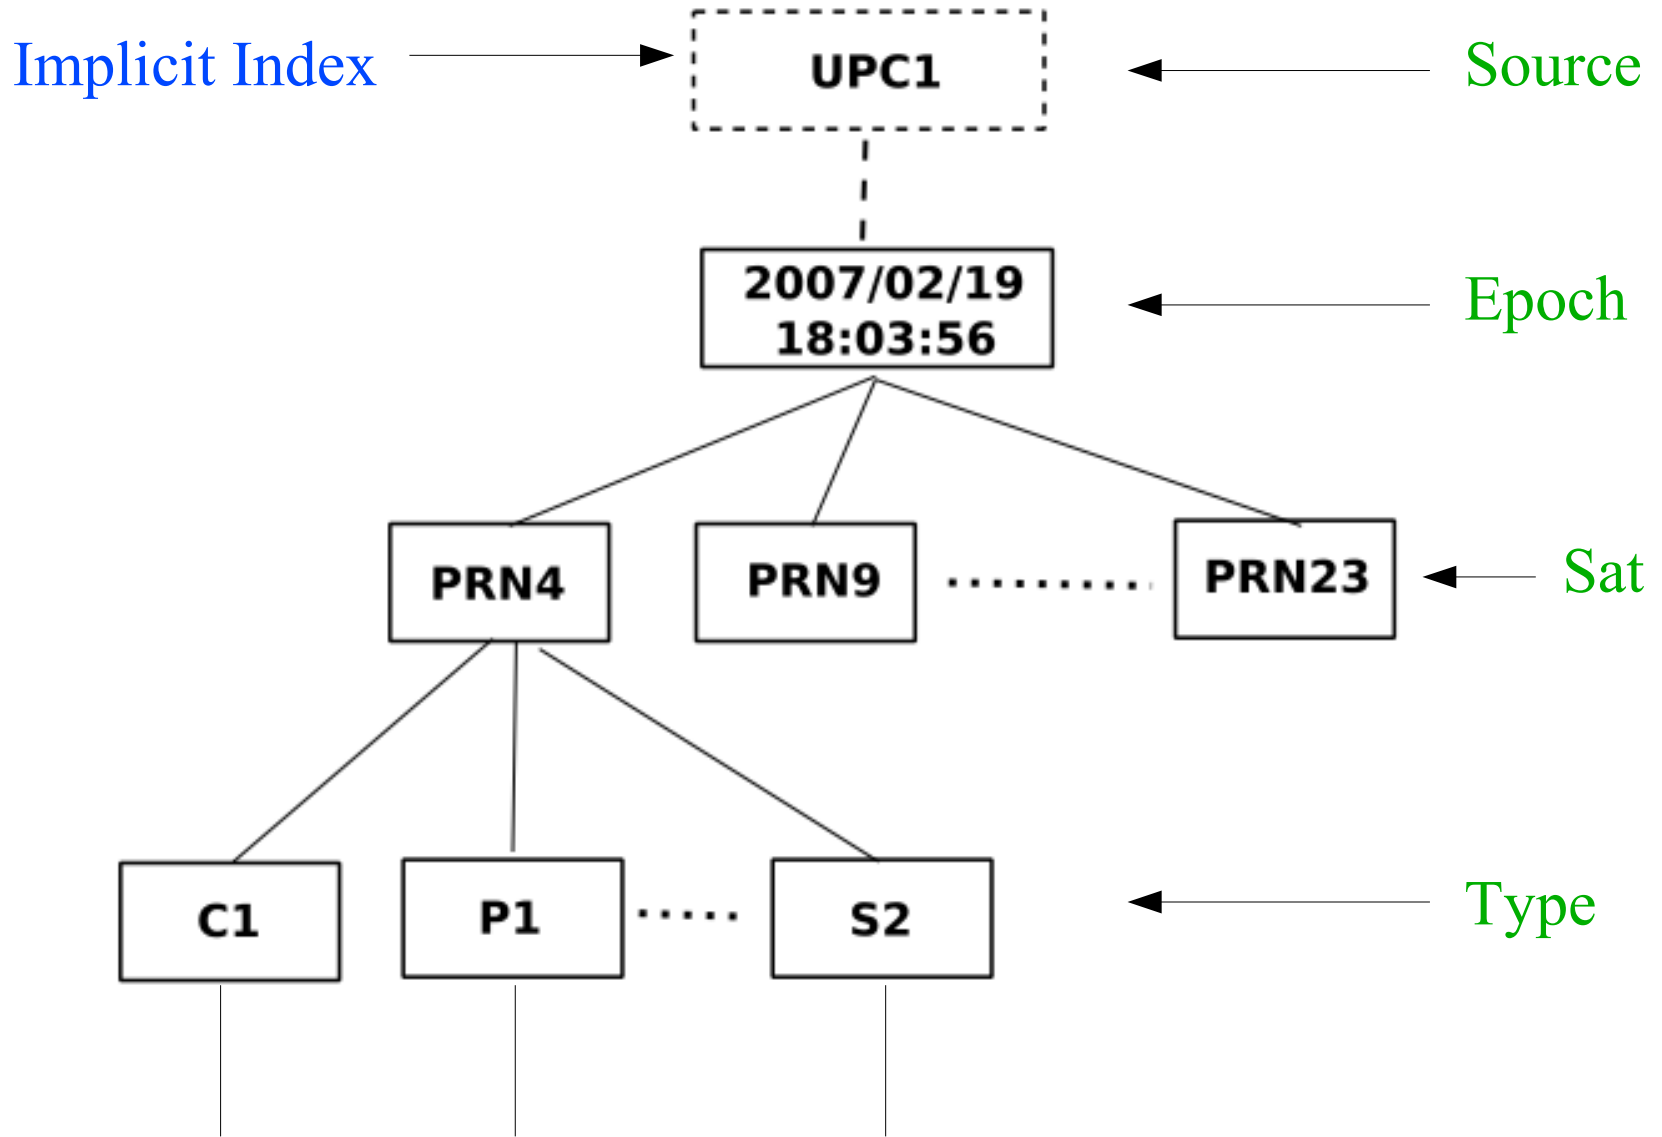 Implicit Index
UPC1
Source
2007/02/19
18:03:56
Epoch
PRN4
PRN9
PRN23
Sat
C1
P1
S2
Type